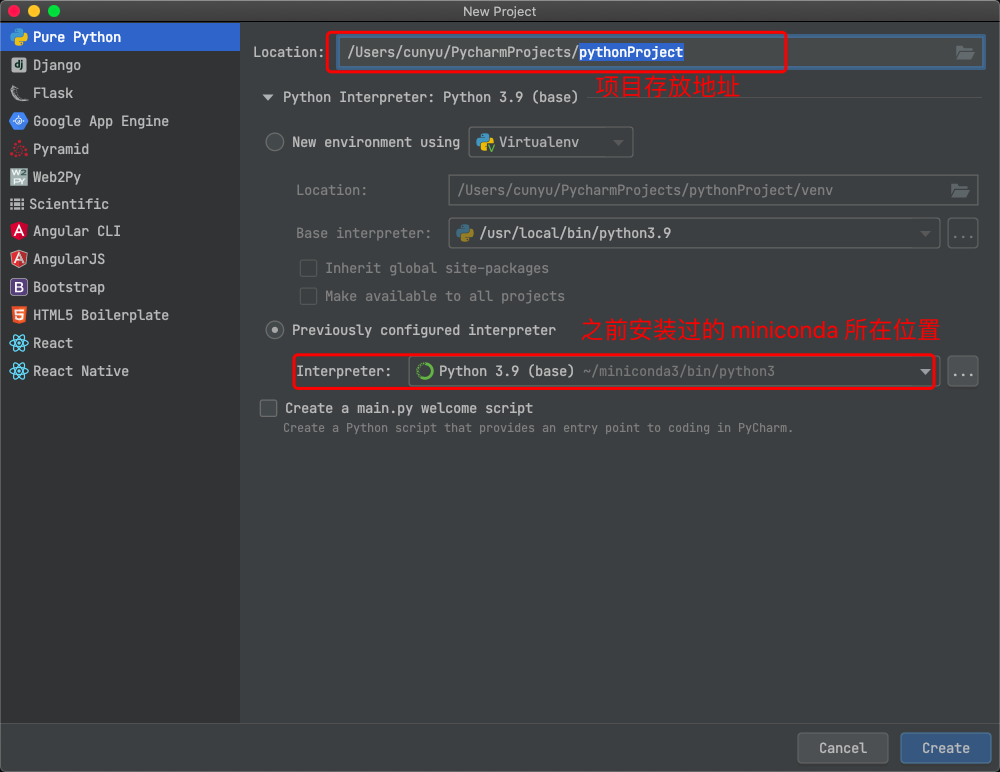 New Project
Pure Python
Django
Flask
Google App Engine
Pyramid
Web2Py
Scientific
Angular CLI
AngularJS
Bootstrap
HTML5 Boilerplate
React
React Native
Location: /Users/cunyu/PycharmProjects/pythonProject
项目存放地址
Python Interpreter: Python 3.9 (base)
New environment using Virtualenv
Location: /Users/cunyu/PycharmProjects/pythonProject/venv
Base interpreter: /usr/local/bin/python3.9 ...
Inherit global site-packages
Make available to all projects
Previously configured interpreter
之前安装过的 miniconda 所在位置
Interpreter: Python 3.9 (base) ~/miniconda3/bin/python3 ...
Create a main.py welcome script
Create a Python script that provides an entry point to coding in PyCharm.
Cancel Create